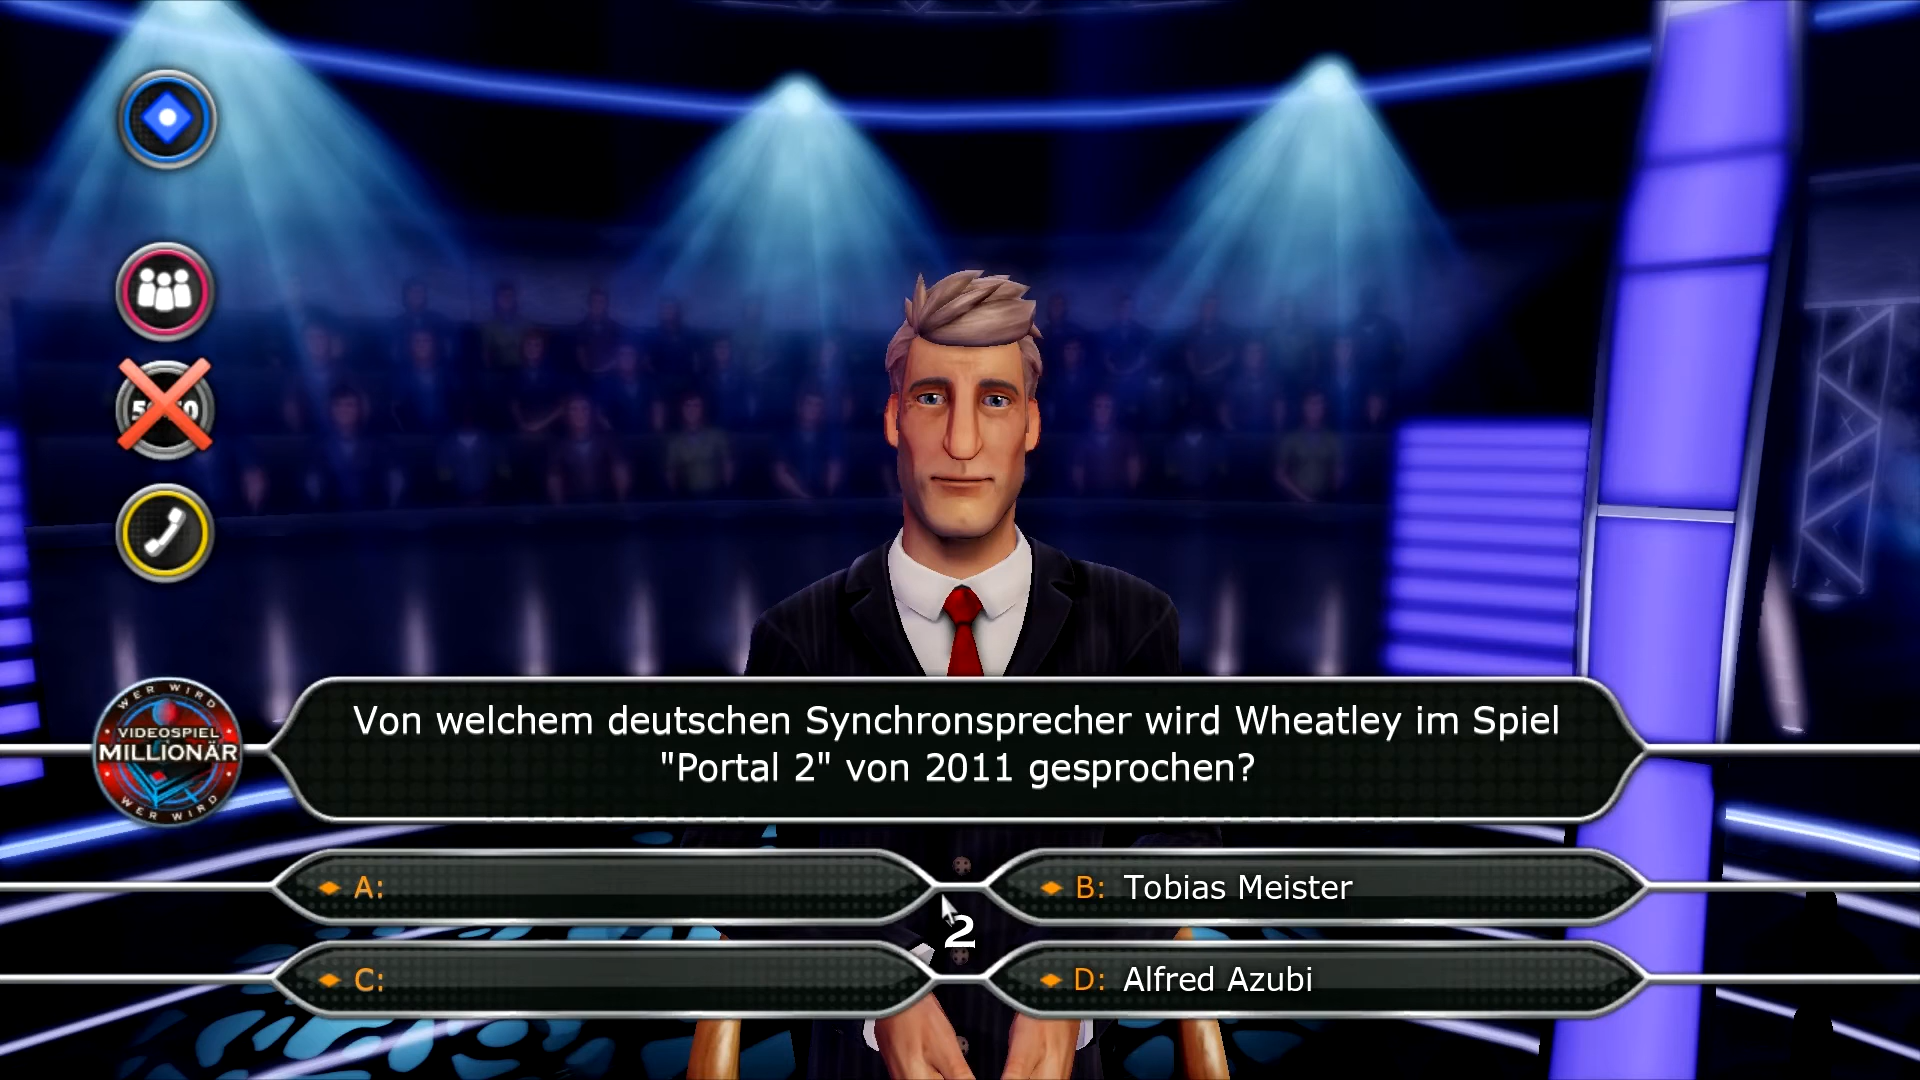 Von welchem deutschen Synchronsprecher wird Wheatley im Spiel
"Portal 2" von 2011 gesprochen?
WER WIRD
VIDEOSPIEL
MILLIONÄR
WER WIRD
A:
B: Tobias Meister
2
C:
D: Alfred Azubi